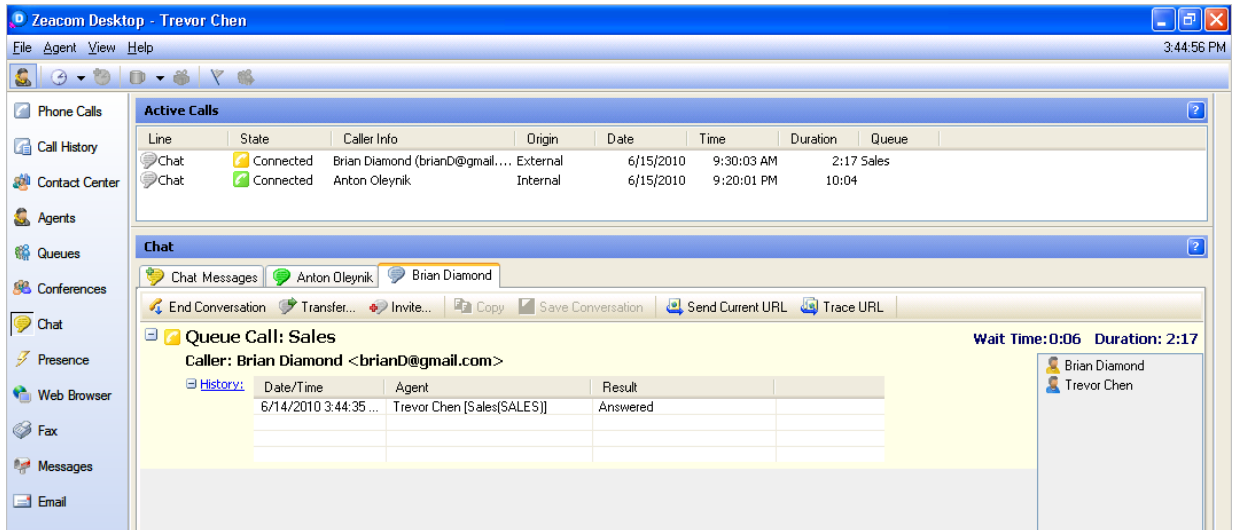 Zeacom Desktop - Trevor Chen
File Agent View Help 3:44:56 PM
Phone Calls
Call History
Contact Center
Agents
Queues
Conferences
Chat
Presence
Web Browser
Fax
Messages
Email
Active Calls
Line State Caller Info Origin Date Time Duration Queue
Chat Connected Brian Diamond (brianD@gmail.... External 6/15/2010 9:30:03 AM 2:17 Sales
Chat Connected Anton Oleynik Internal 6/15/2010 9:20:01 PM 10:04
Chat
Chat Messages Anton Oleynik Brian Diamond
End Conversation Transfer... Invite... Copy Save Conversation Send Current URL Trace URL
Queue Call: Sales Wait Time: 0:06 Duration: 2:17
Caller: Brian Diamond <brianD@gmail.com>
History: Date/Time Agent Result
6/14/2010 3:44:35 ... Trevor Chen [Sales(SALES)] Answered
Brian Diamond
Trevor Chen